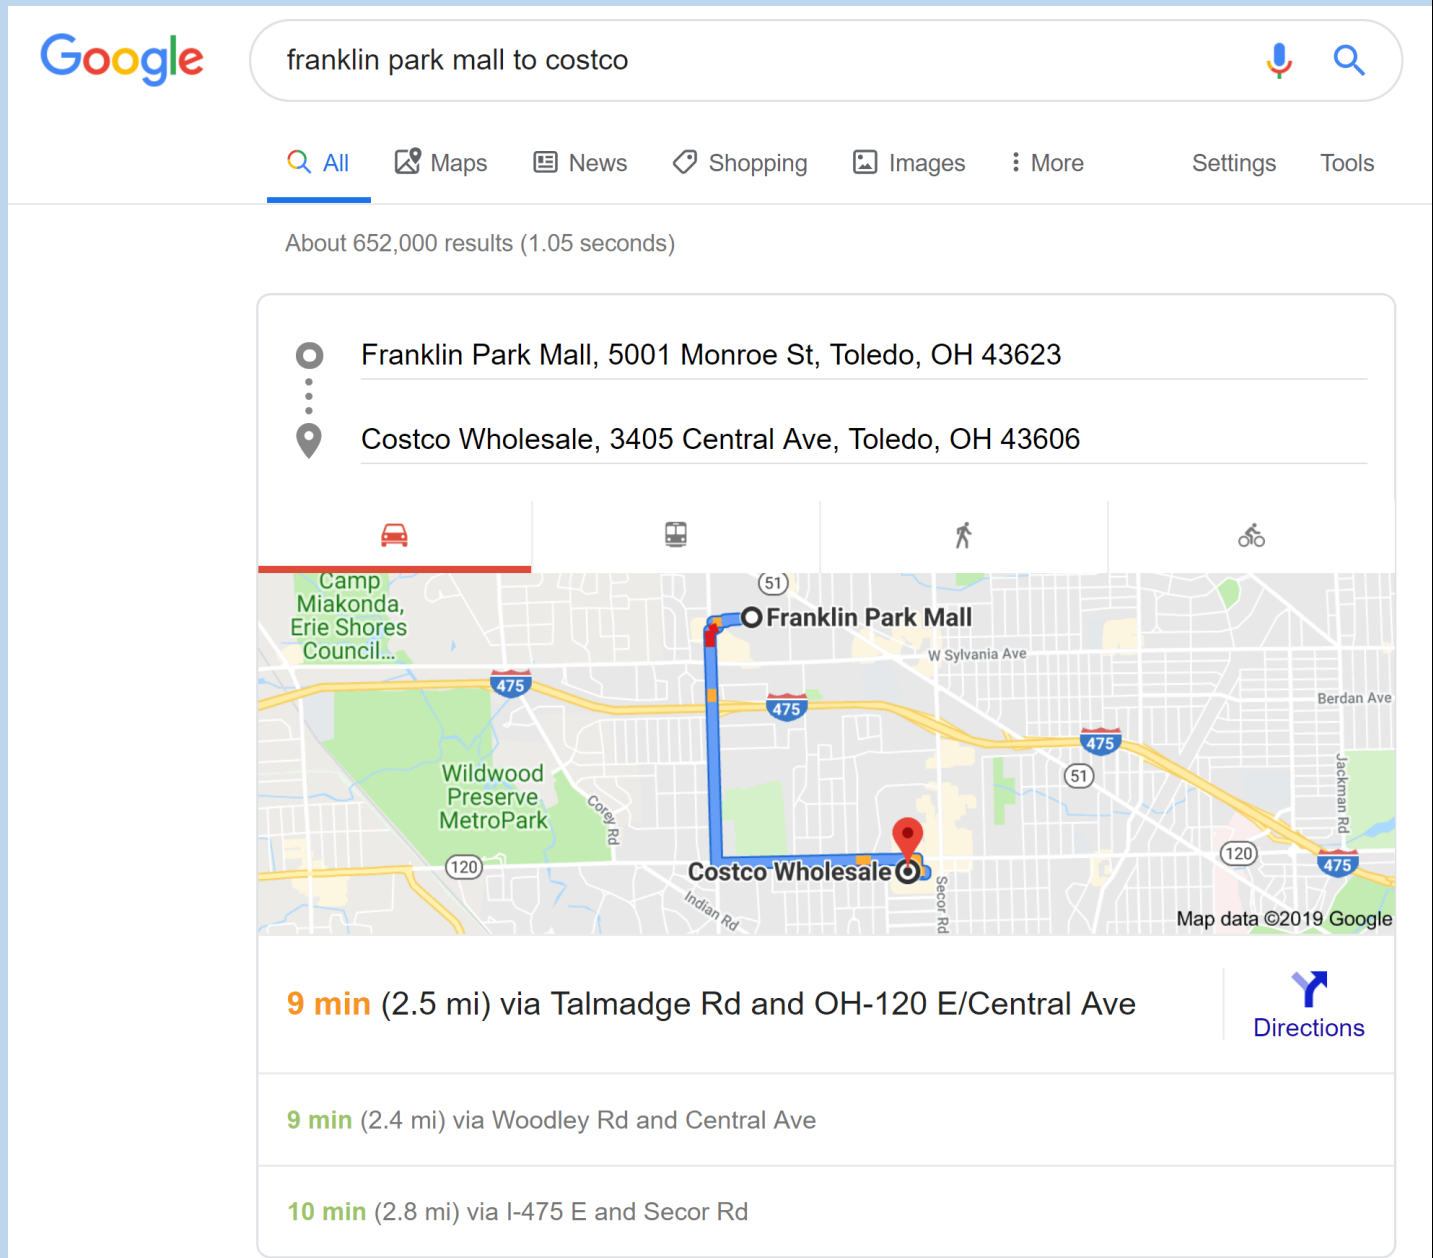 Google
franklin park mall to costco
All Maps News Shopping Images More Settings Tools
About 652,000 results (1.05 seconds)
Franklin Park Mall, 5001 Monroe St, Toledo, OH 43623
Costco Wholesale, 3405 Central Ave, Toledo, OH 43606
Camp
Miakonda,
Erie Shores
Council...
51
Franklin Park Mall
W Sylvania Ave
475
475
Berdan Ave
475
51
Wildwood
Preserve
MetroPark
Corey Rd
Jackman Rd
120
120
475
Costco Wholesale
Indian Rd
Secor Rd
Map data ©2019 Google
9 min (2.5 mi) via Talmadge Rd and OH-120 E/Central Ave
Directions
9 min (2.4 mi) via Woodley Rd and Central Ave
10 min (2.8 mi) via I-475 E and Secor Rd